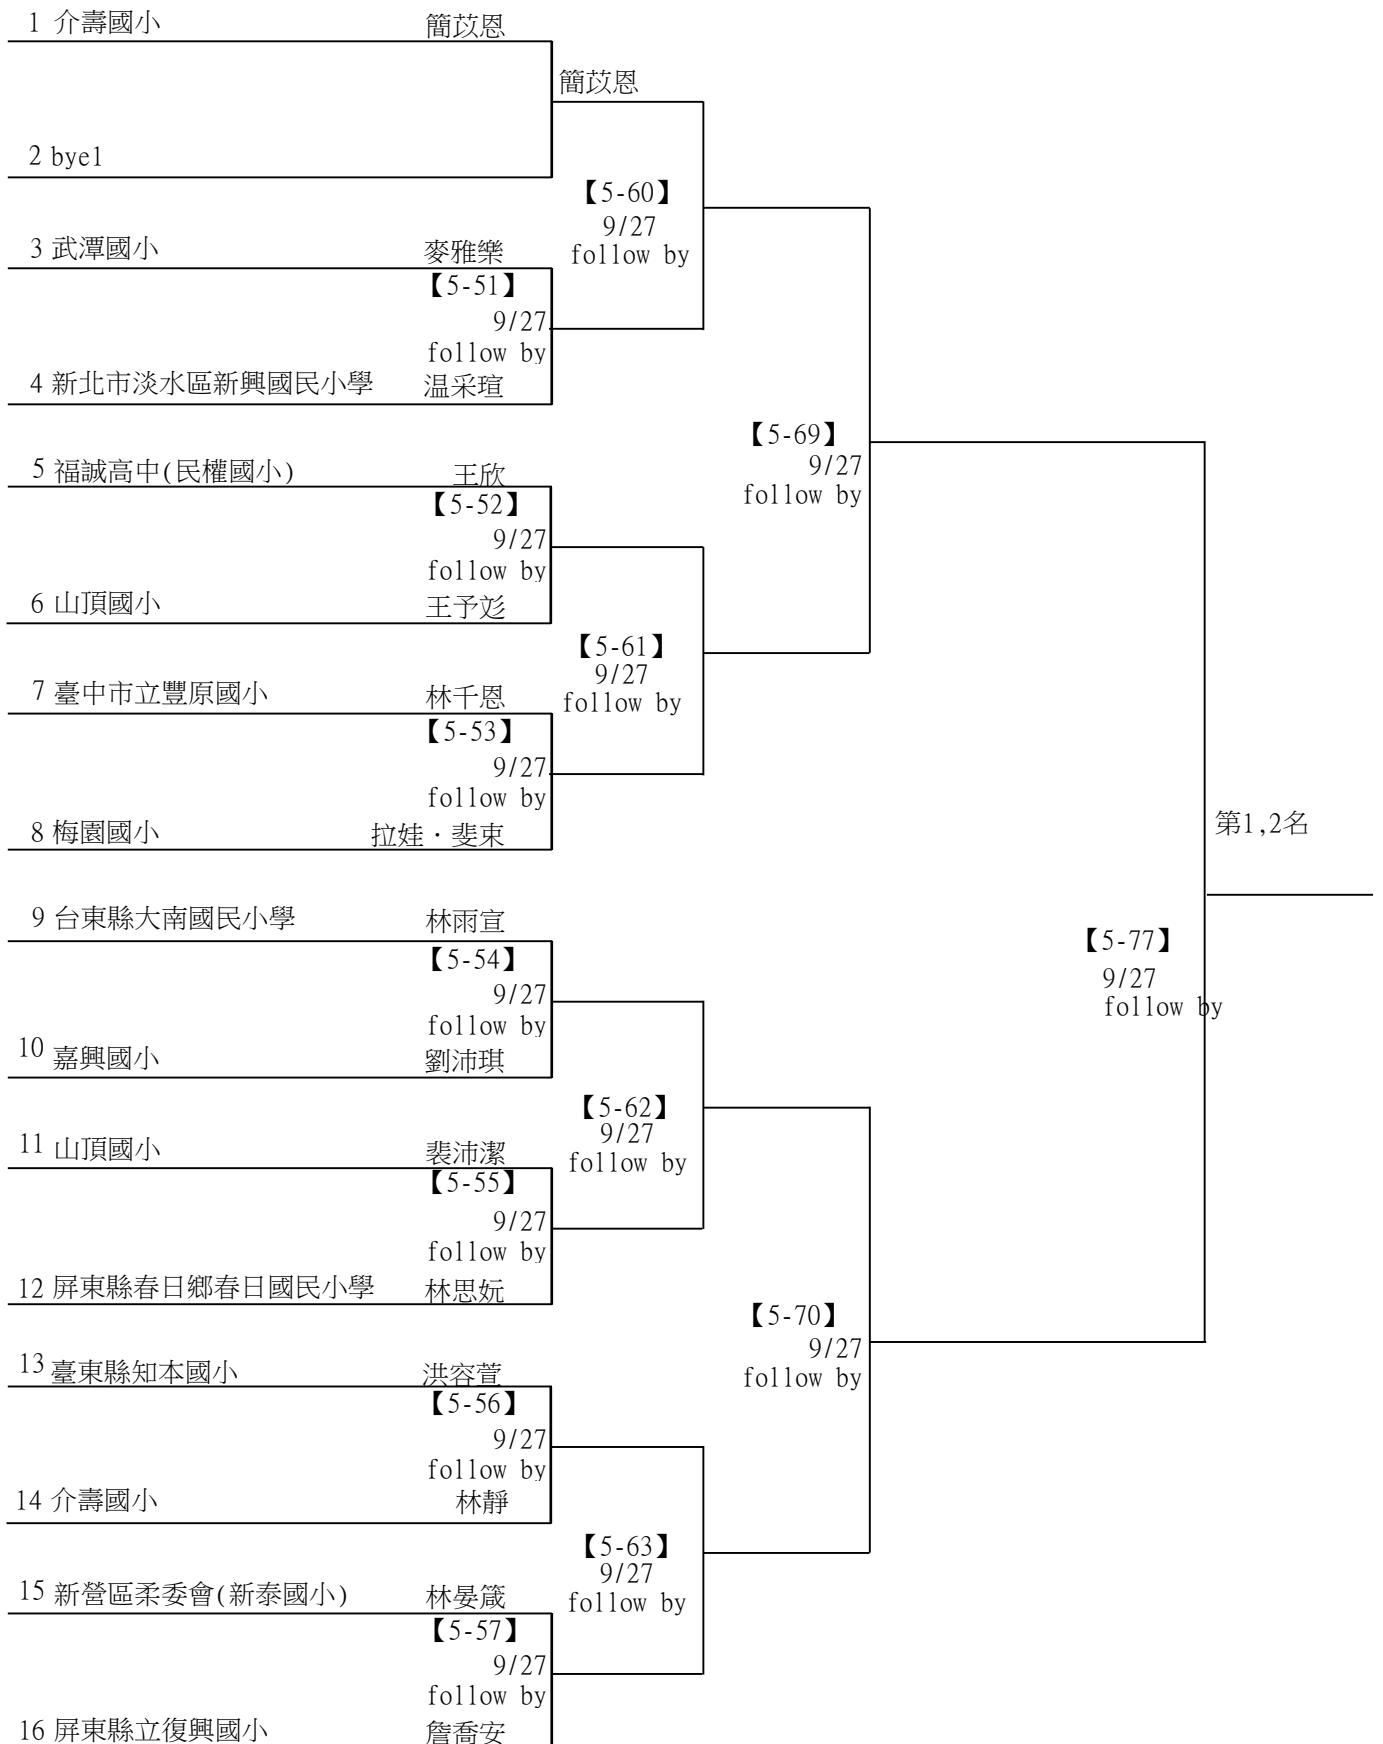 1 介壽國小 簡苡恩
簡苡恩
2 bye1
【5-60】
9/27
follow by
3 武潭國小 麥雅樂
【5-51】
9/27
follow by
4 新北市淡水區新興國民小學 温采瑄
【5-69】
9/27
follow by
5 福誠高中(民權國小) 王欣
【5-52】
9/27
follow by
6 山頂國小 王予彣
【5-61】
9/27
follow by
7 臺中市立豐原國小 林千恩
【5-53】
9/27
follow by
8 梅園國小 拉娃·斐束
第1,2名
9 台東縣大南國民小學 林雨宣
【5-54】
9/27
follow by
【5-77】
9/27
follow by
10 嘉興國小 劉沛琪
【5-62】
9/27
follow by
11 山頂國小 裴沛潔
【5-55】
9/27
follow by
12 屏東縣春日鄉春日國民小學 林思妧
【5-70】
9/27
follow by
13 臺東縣知本國小 洪容萱
【5-56】
9/27
follow by
14 介壽國小 林靜
【5-63】
9/27
follow by
15 新營區柔委會(新泰國小) 林晏箴
【5-57】
9/27
follow by
16 屏東縣立復興國小 詹喬安